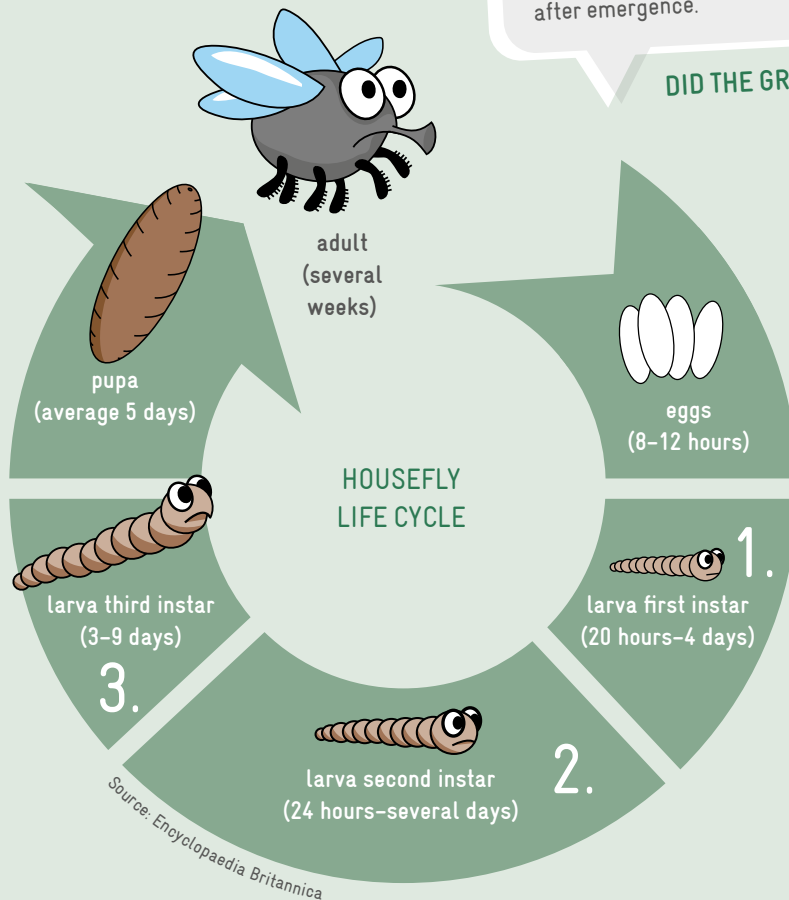 after emergence.
DID THE GR
adult
(several
weeks)
eggs
(8–12 hours)
1.
larva first instar
(20 hours–4 days)
2.
larva second instar
(24 hours–several days)
larva third instar
(3–9 days)
3.
pupa
(average 5 days)
HOUSEFLY
LIFE CYCLE
Source: Encyclopaedia Britannica